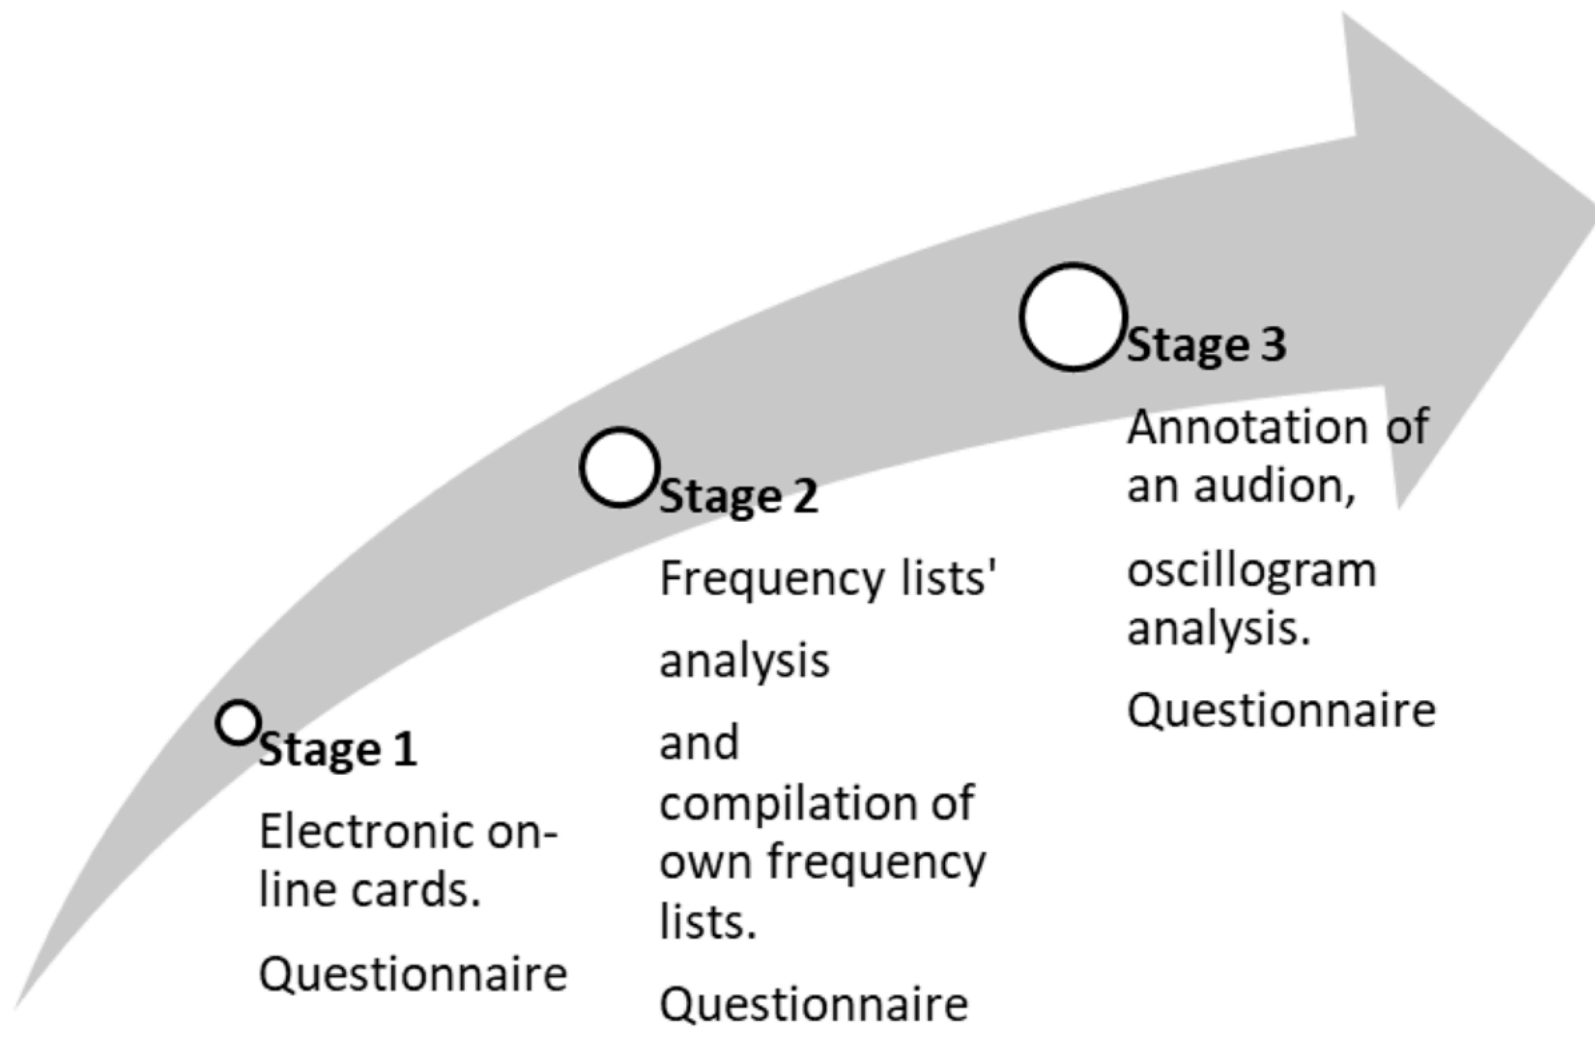 Stage 1
Electronic on-
line cards.
Questionnaire
Stage 2
Frequency lists'
analysis
and
compilation of
own frequency
lists.
Questionnaire
Stage 3
Annotation of
an audion,
oscillogram
analysis.
Questionnaire